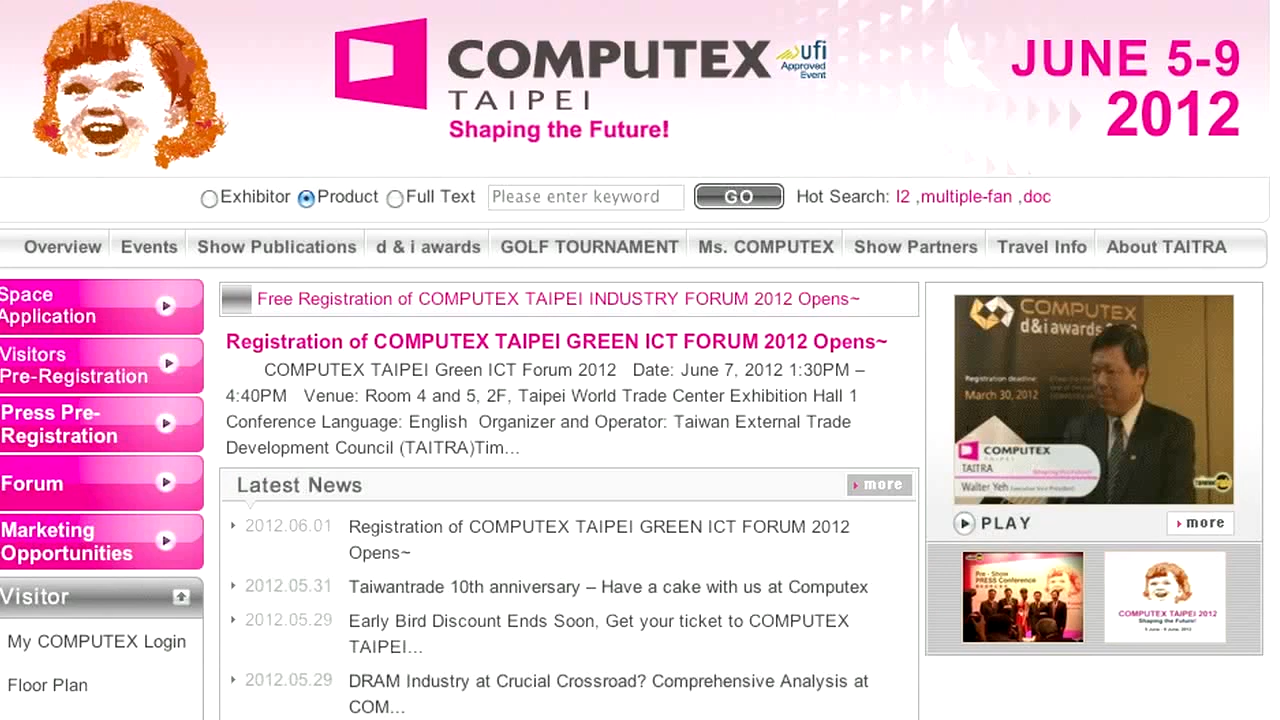 COMPUTEX
TAIPEI
Shaping the Future!
ufi
Approved
Event
JUNE 5-9
2012
Exhibitor Product Full Text Please enter keyword GO Hot Search: I2 ,multiple-fan ,doc
Overview Events Show Publications d & i awards GOLF TOURNAMENT Ms. COMPUTEX Show Partners Travel Info About TAITRA
Space
Application
Visitors
Pre-Registration
Press Pre-
Registration
Forum
Marketing
Opportunities
Visitor
My COMPUTEX Login
Floor Plan
Free Registration of COMPUTEX TAIPEI INDUSTRY FORUM 2012 Opens~
Registration of COMPUTEX TAIPEI GREEN ICT FORUM 2012 Opens~
COMPUTEX TAIPEI Green ICT Forum 2012 Date: June 7, 2012 1:30PM –
4:40PM Venue: Room 4 and 5, 2F, Taipei World Trade Center Exhibition Hall 1
Conference Language: English Organizer and Operator: Taiwan External Trade
Development Council (TAITRA)Tim...
Latest News more
2012.06.01 Registration of COMPUTEX TAIPEI GREEN ICT FORUM 2012
Opens~
2012.05.31 Taiwantrade 10th anniversary – Have a cake with us at Computex
2012.05.29 Early Bird Discount Ends Soon, Get your ticket to COMPUTEX
TAIPEI...
2012.05.29 DRAM Industry at Crucial Crossroad? Comprehensive Analysis at
COM...
COMPUTEX
d&i awards
Registration deadline:
March 30, 2012
COMPUTEX
TAIPEI
TAITRA
Walter Yeh Executive Vice President
PLAY more
Pre - Show
PRESS Conference
COMPUTEX TAIPEI 2012
Shaping the Future!
5 June - 9 June, 2012